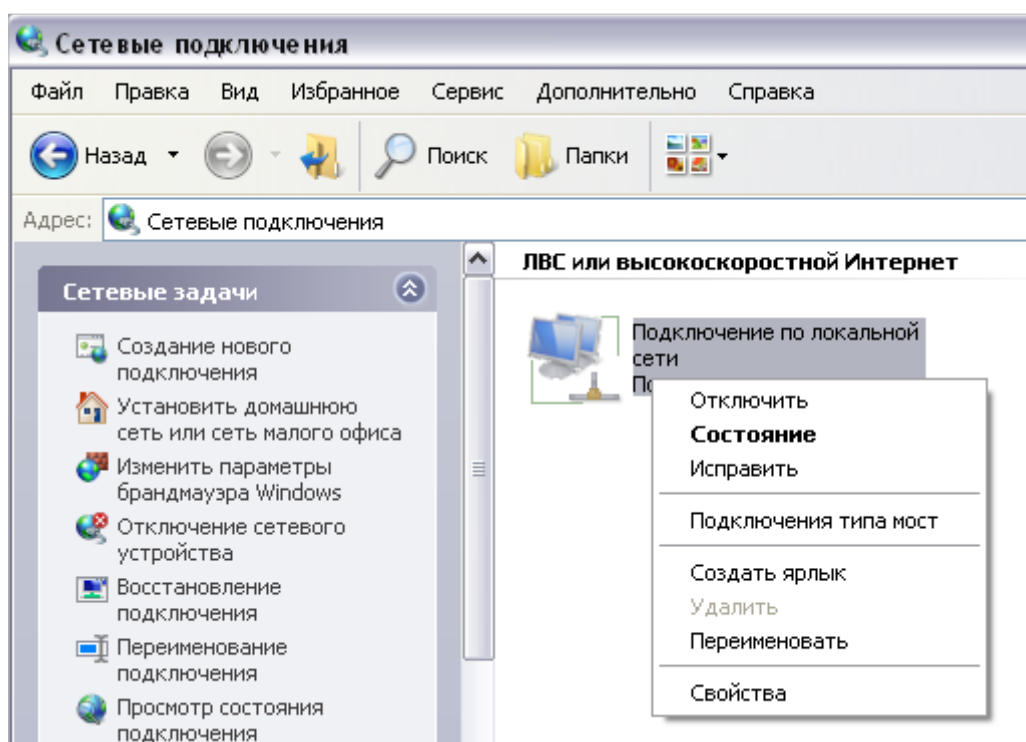 Сетевые подключения
Файл Правка Вид Избранное Сервис Дополнительно Справка
Назад Поиск Папки
Адрес: Сетевые подключения
Сетевые задачи
Создание нового
подключения
Установить домашнюю
сеть или сеть малого офиса
Изменить параметры
брандмауэра Windows
Отключение сетевого
устройства
Восстановление
подключения
Переименование
подключения
Просмотр состояния
подключения
ЛВС или высокоскоростной Интернет
Подключение по локальной
сети
Отключить
Состояние
Исправить
Подключения типа мост
Создать ярлык
Удалить
Переименовать
Свойства